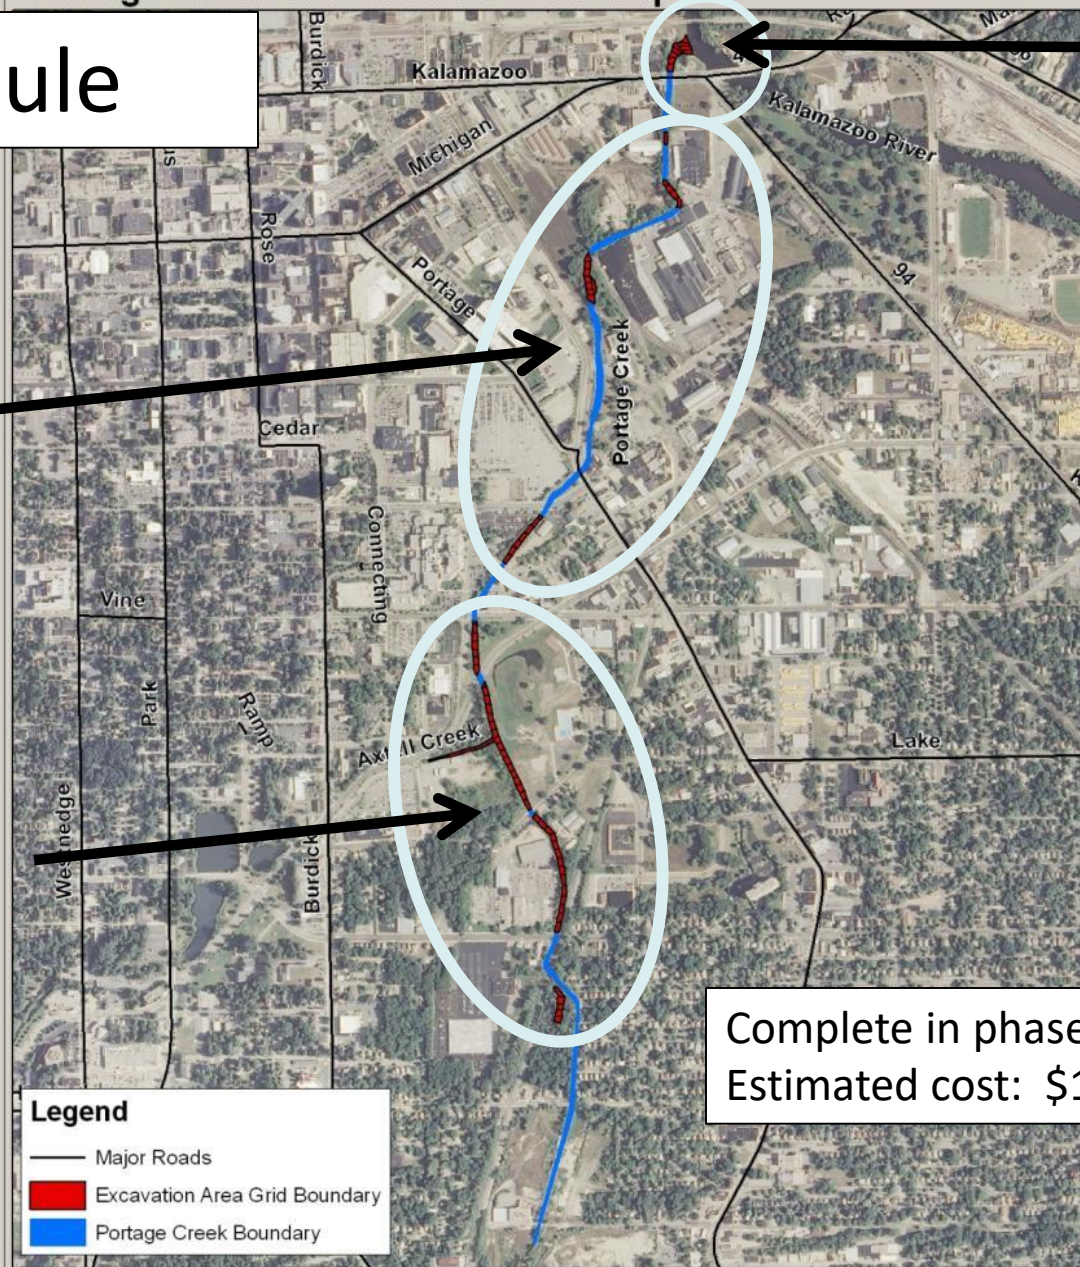 ule
Burdick
Kalamazoo
Michigan
Kalamazoo River
Rose
94
Portage
Portage Creek
Cedar
Connecting
Vine
Park
Ramp
Axtell Creek
Lake
Westnedge
Burdick
Complete in phase
Estimated cost: $1
Legend
Major Roads
Excavation Area Grid Boundary
Portage Creek Boundary